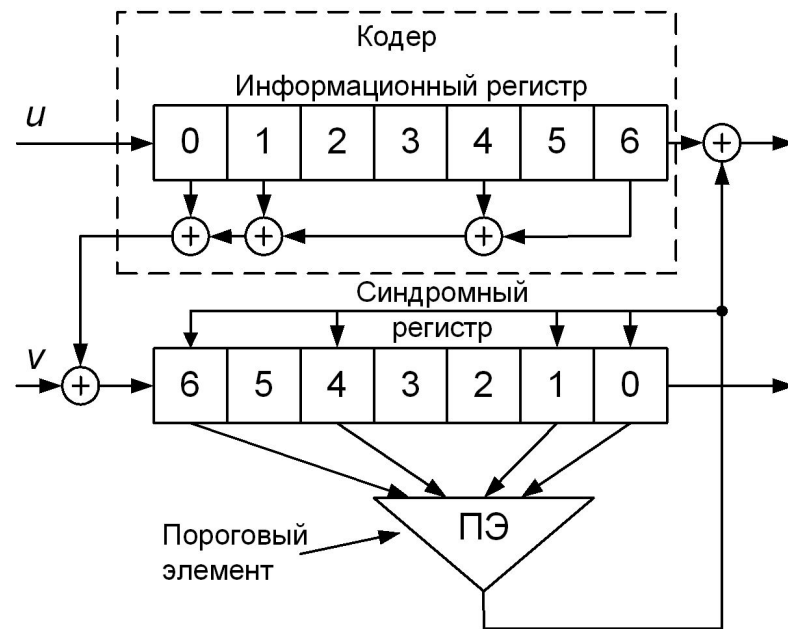 Кодер
Информационный регистр
u
0 1 2 3 4 5 6 +
+ + +
Синдромный
регистр
v
+ 6 5 4 3 2 1 0
ПЭ
Пороговый
элемент